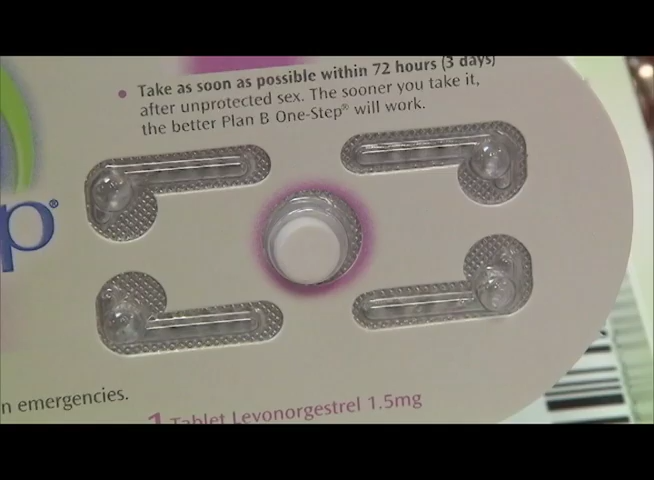 • Take as soon as possible within 72 hours (3 days)
after unprotected sex. The sooner you take it,
the better Plan B One-Step® will work.
p®
n emergencies.
1 Tablet Levonorgestrel 1.5mg